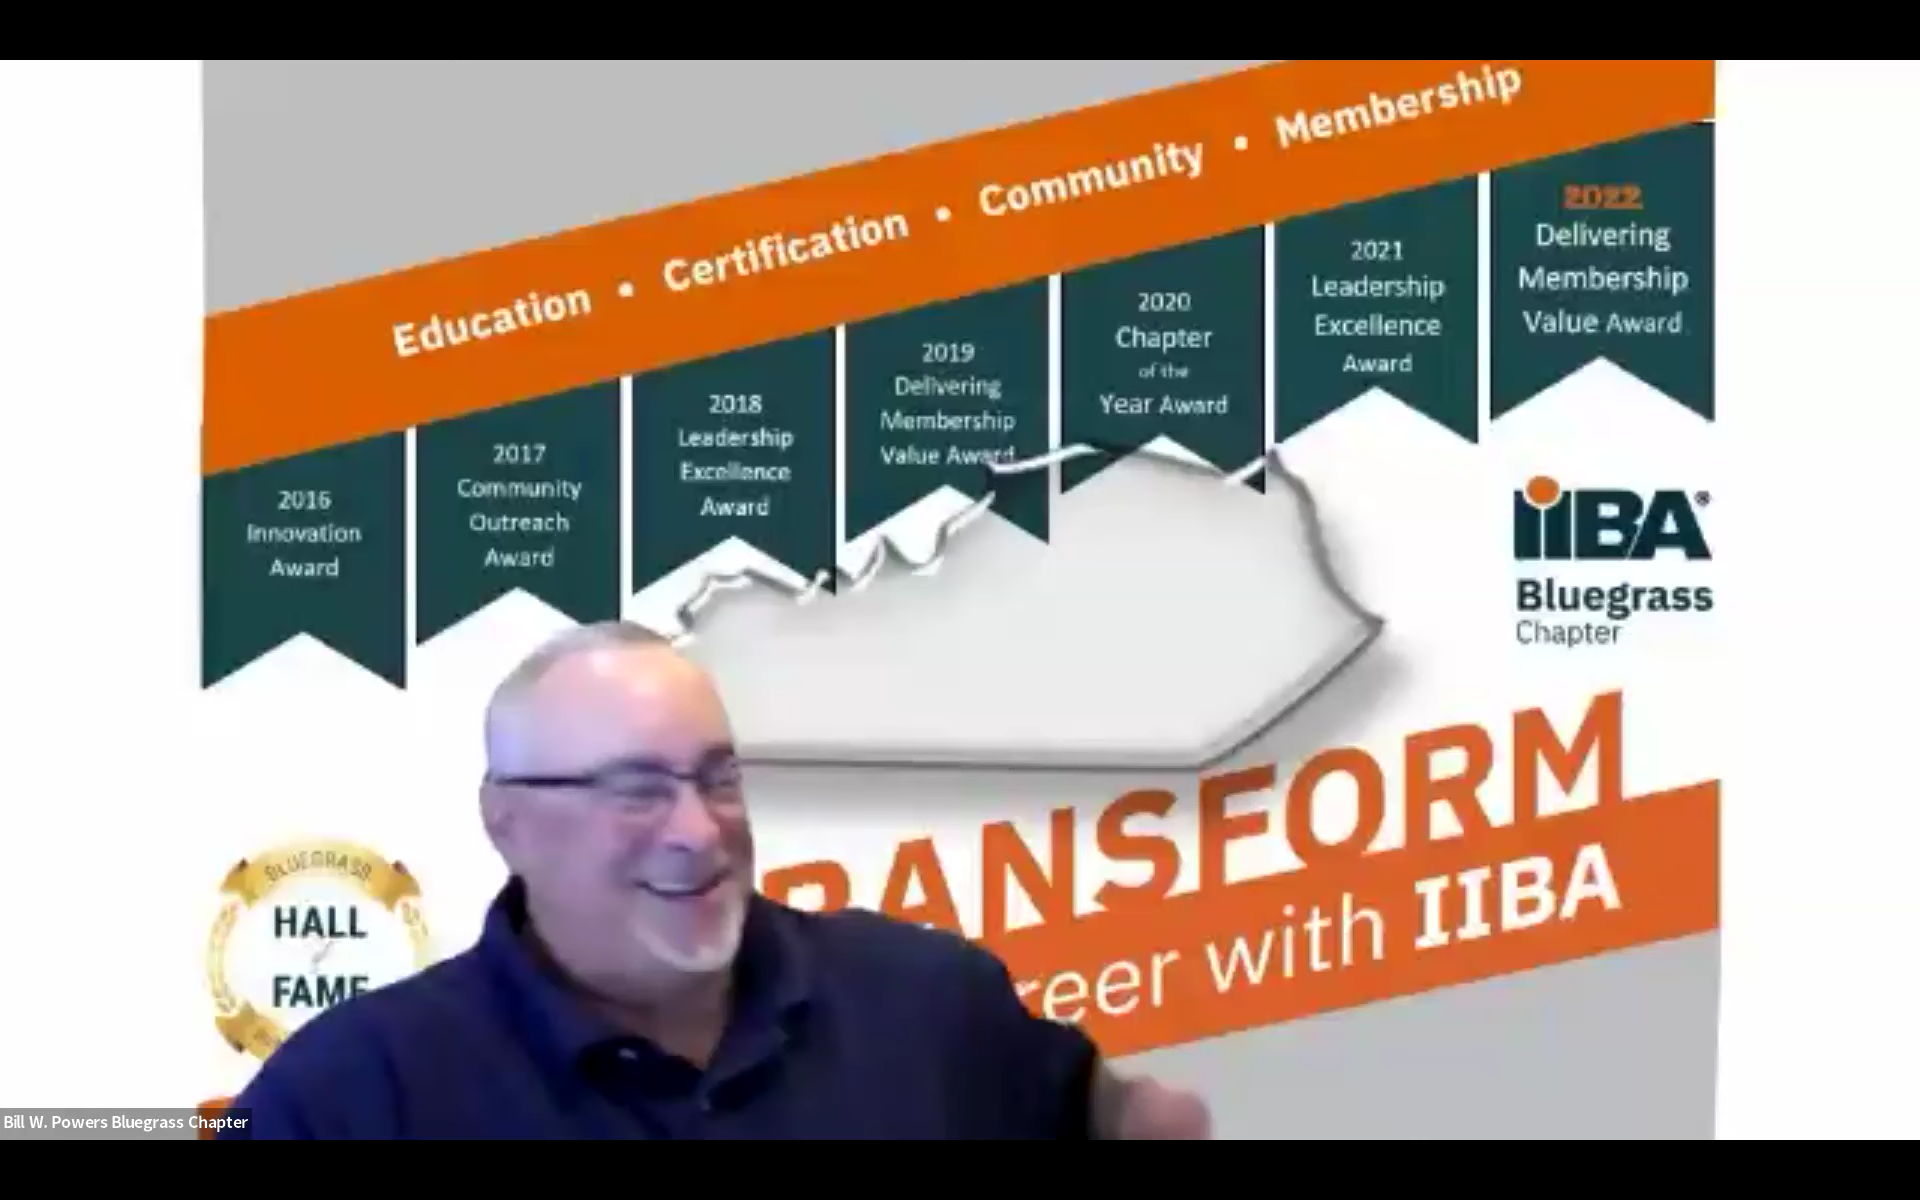 Education • Certification • Community • Membership
2016
Innovation
Award
2017
Community
Outreach
Award
2018
Leadership
Excellence
Award
2019
Delivering
Membership
Value Award
2020
Chapter
of the
Year Award
2021
Leadership
Excellence
Award
2022
Delivering
Membership
Value Award
iiBA®
Bluegrass
Chapter
RANSFORM
reer with IIBA
BLUEGRASS
HALL
of
FAME
Bill W. Powers Bluegrass Chapter